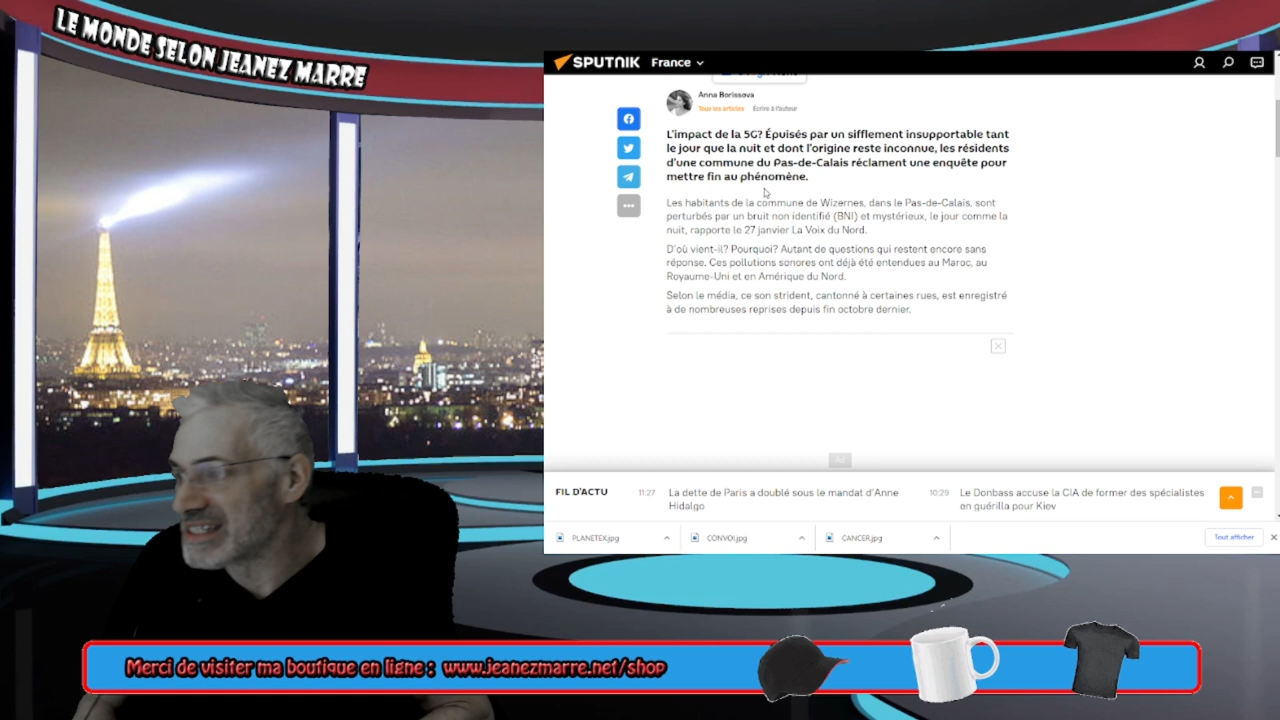 LE MONDE SELON JEANEZ MARRE
SPUTNIK France
Anna Borissova
Tous les articles Écrire à l'auteur
L'impact de la 5G? Épuisés par un sifflement insupportable tant
le jour que la nuit et dont l'origine reste inconnue, les résidents
d'une commune du Pas-de-Calais réclament une enquête pour
mettre fin au phénomène.
Les habitants de la commune de Wizernes, dans le Pas-de-Calais, sont
perturbés par un bruit non identifié (BNI) et mystérieux, le jour comme la
nuit, rapporte le 27 janvier La Voix du Nord.
D'où vient-il? Pourquoi? Autant de questions qui restent encore sans
réponse. Ces pollutions sonores ont déjà été entendues au Maroc, au
Royaume-Uni et en Amérique du Nord.
Selon le média, ce son strident, cantonné à certaines rues, est enregistré
à de nombreuses reprises depuis fin octobre dernier.
Ad
FIL D'ACTU
11:27 La dette de Paris a doublé sous le mandat d'Anne
Hidalgo
10:29 Le Donbass accuse la CIA de former des spécialistes
en guérilla pour Kiev
PLANETEX.jpg CONVOI.jpg CANCER.jpg Tout afficher
Merci de visiter ma boutique en ligne : www.jeanezmarre.net/shop